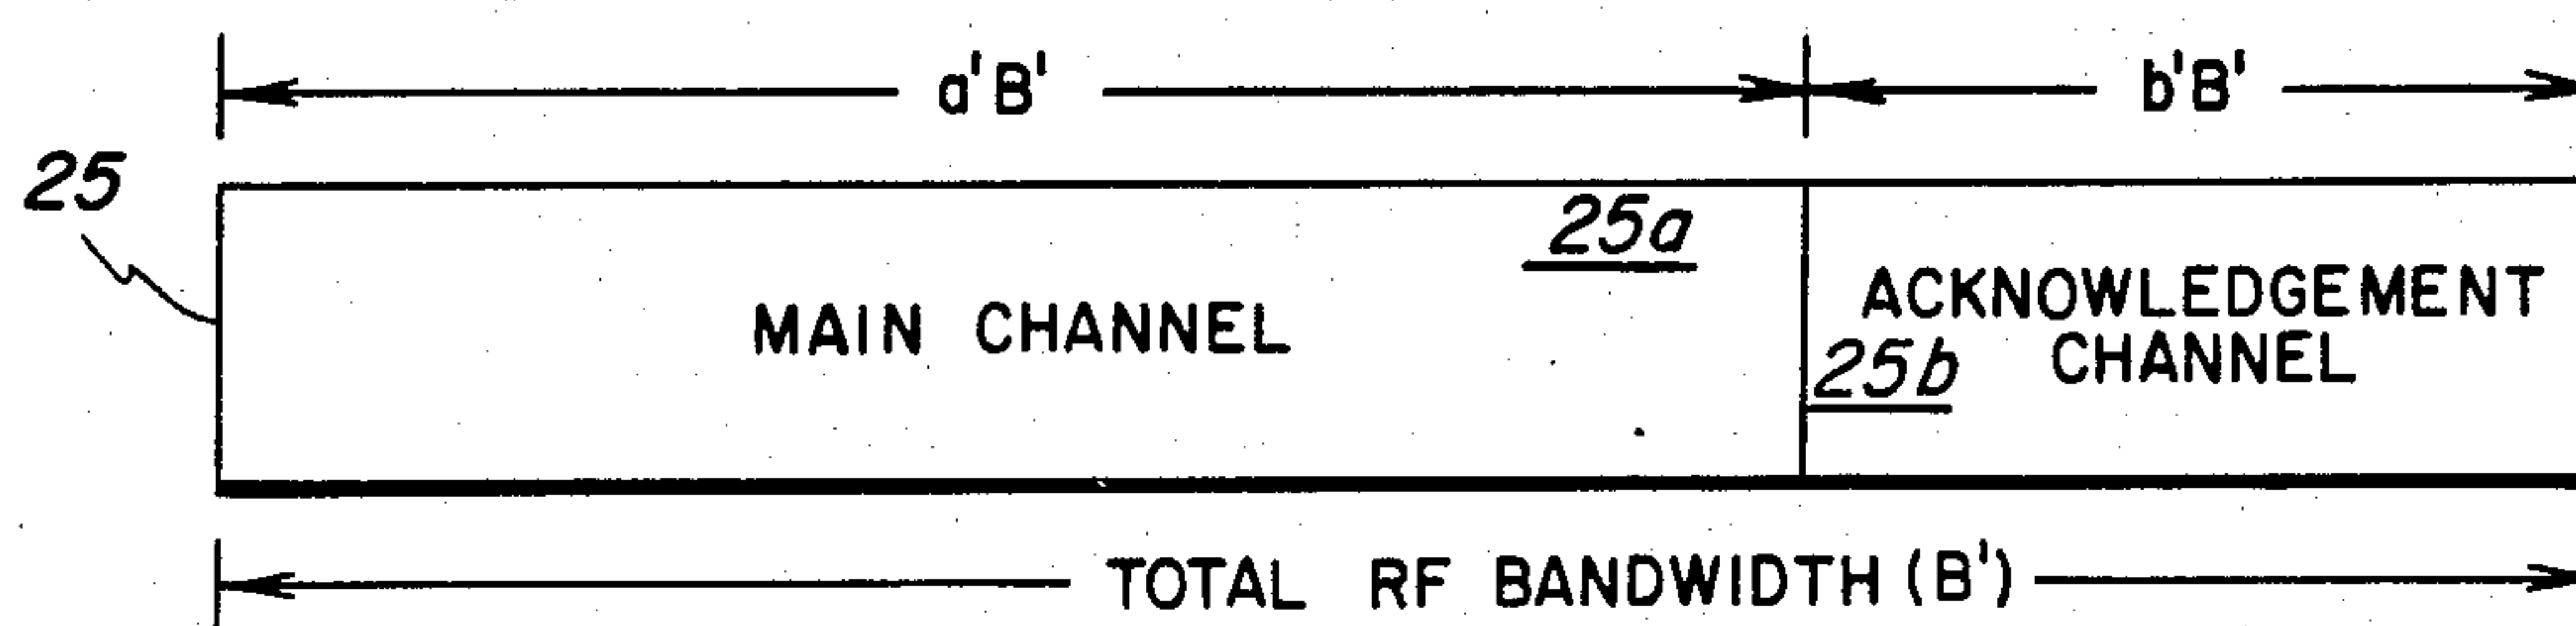 a'B' b'B'
25
25a
MAIN CHANNEL
ACKNOWLEDGEMENT
CHANNEL
25b
TOTAL RF BANDWIDTH (B')